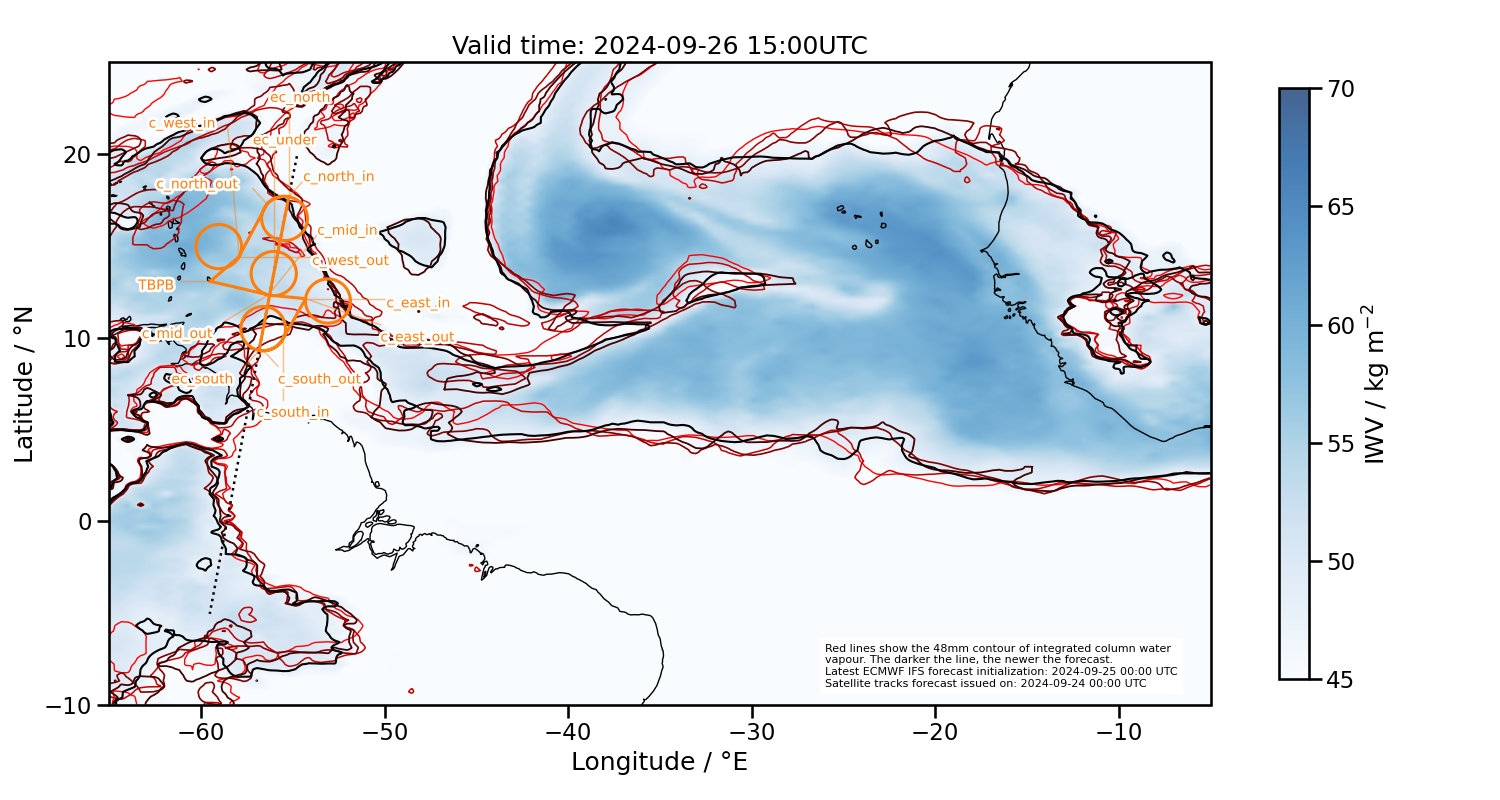 Valid time: 2024-09-26 15:00UTC
ec_north
c_west_in
ec_under
c_north_in
c_north_out
c_mid_in
c_west_out
TBPB
c_east_in
c_mid_out
c_east_out
ec_south
c_south_out
c_south_in
20
10
0
−10
Latitude / °N
−60
−50
−40
−30
−20
−10
Longitude / °E
70
65
60
55
50
45
IWV / kg m⁻²
Red lines show the 48mm contour of integrated column water
vapour. The darker the line, the newer the forecast.
Latest ECMWF IFS forecast initialization: 2024-09-25 00:00 UTC
Satellite tracks forecast issued on: 2024-09-24 00:00 UTC